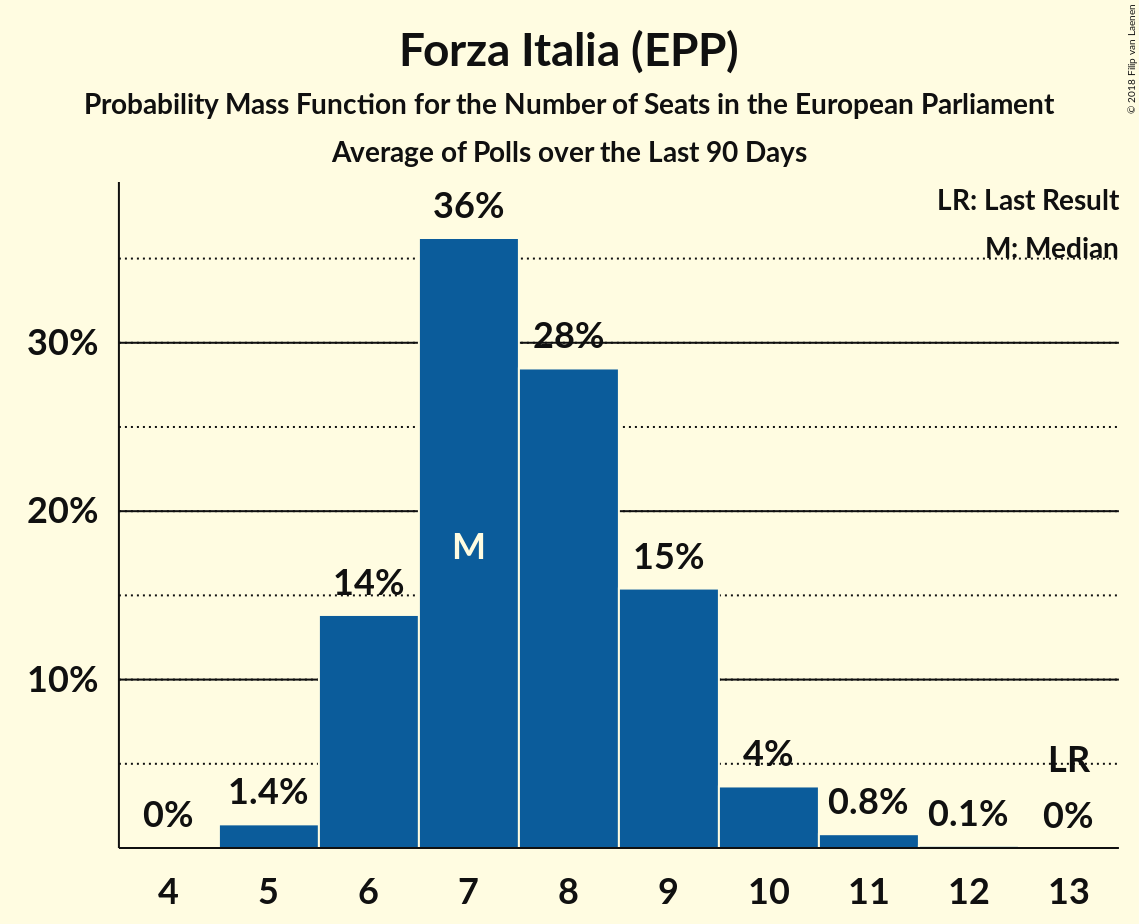 Forza Italia (EPP)
Probability Mass Function for the Number of Seats in the European Parliament
Average of Polls over the Last 90 Days
© 2018 Filip van Laenen
LR: Last Result
M: Median
36%
28%
30%
20%
M
15%
14%
10%
4%
LR
1.4%
0.8%
0.1%
0%
0%
4 5 6 7 8 9 10 11 12 13